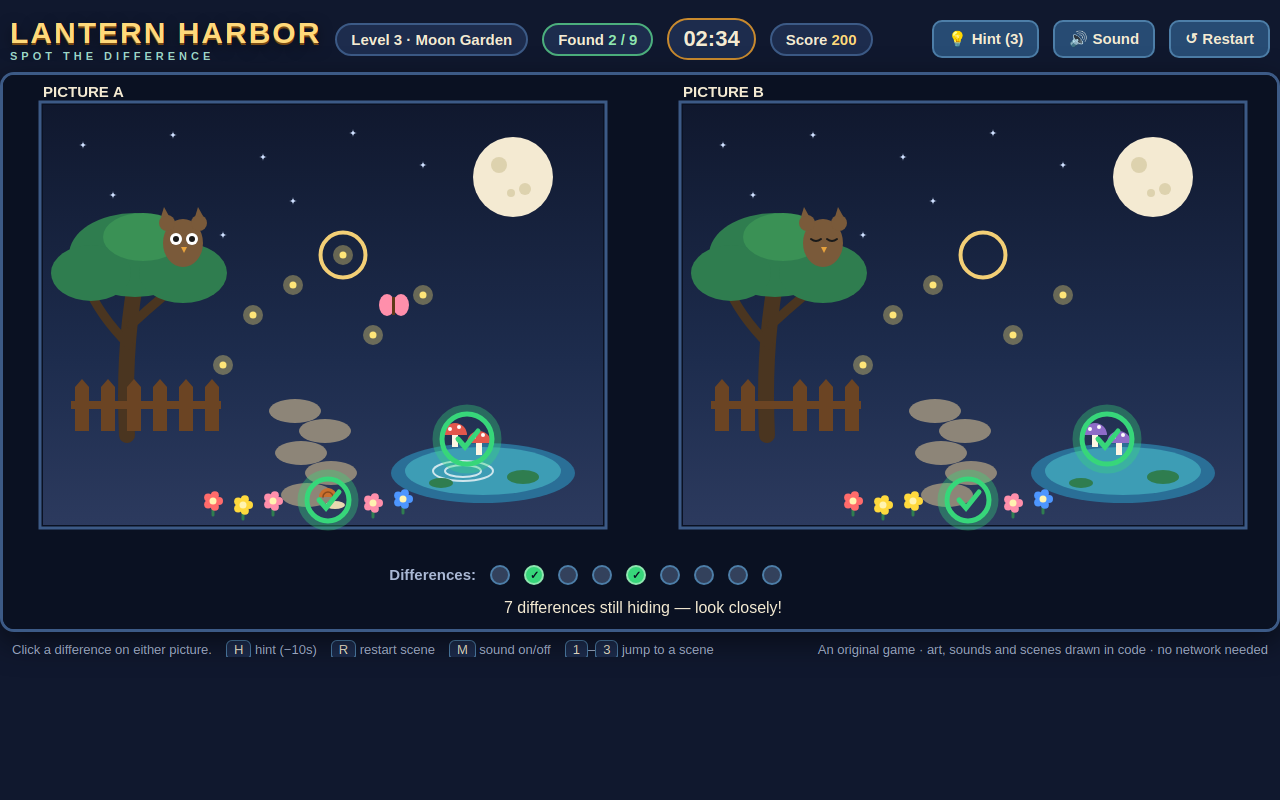 LANTERN HARBOR
SPOT THE DIFFERENCE
Level 3 · Moon Garden
Found 2 / 9
02:34
Score 200
💡 Hint (3)
🔊 Sound
↺ Restart
PICTURE A
PICTURE B
Differences:
7 differences still hiding — look closely!
Click a difference on either picture. H hint (−10s) R restart scene M sound on/off 1–3 jump to a scene
An original game · art, sounds and scenes drawn in code · no network needed